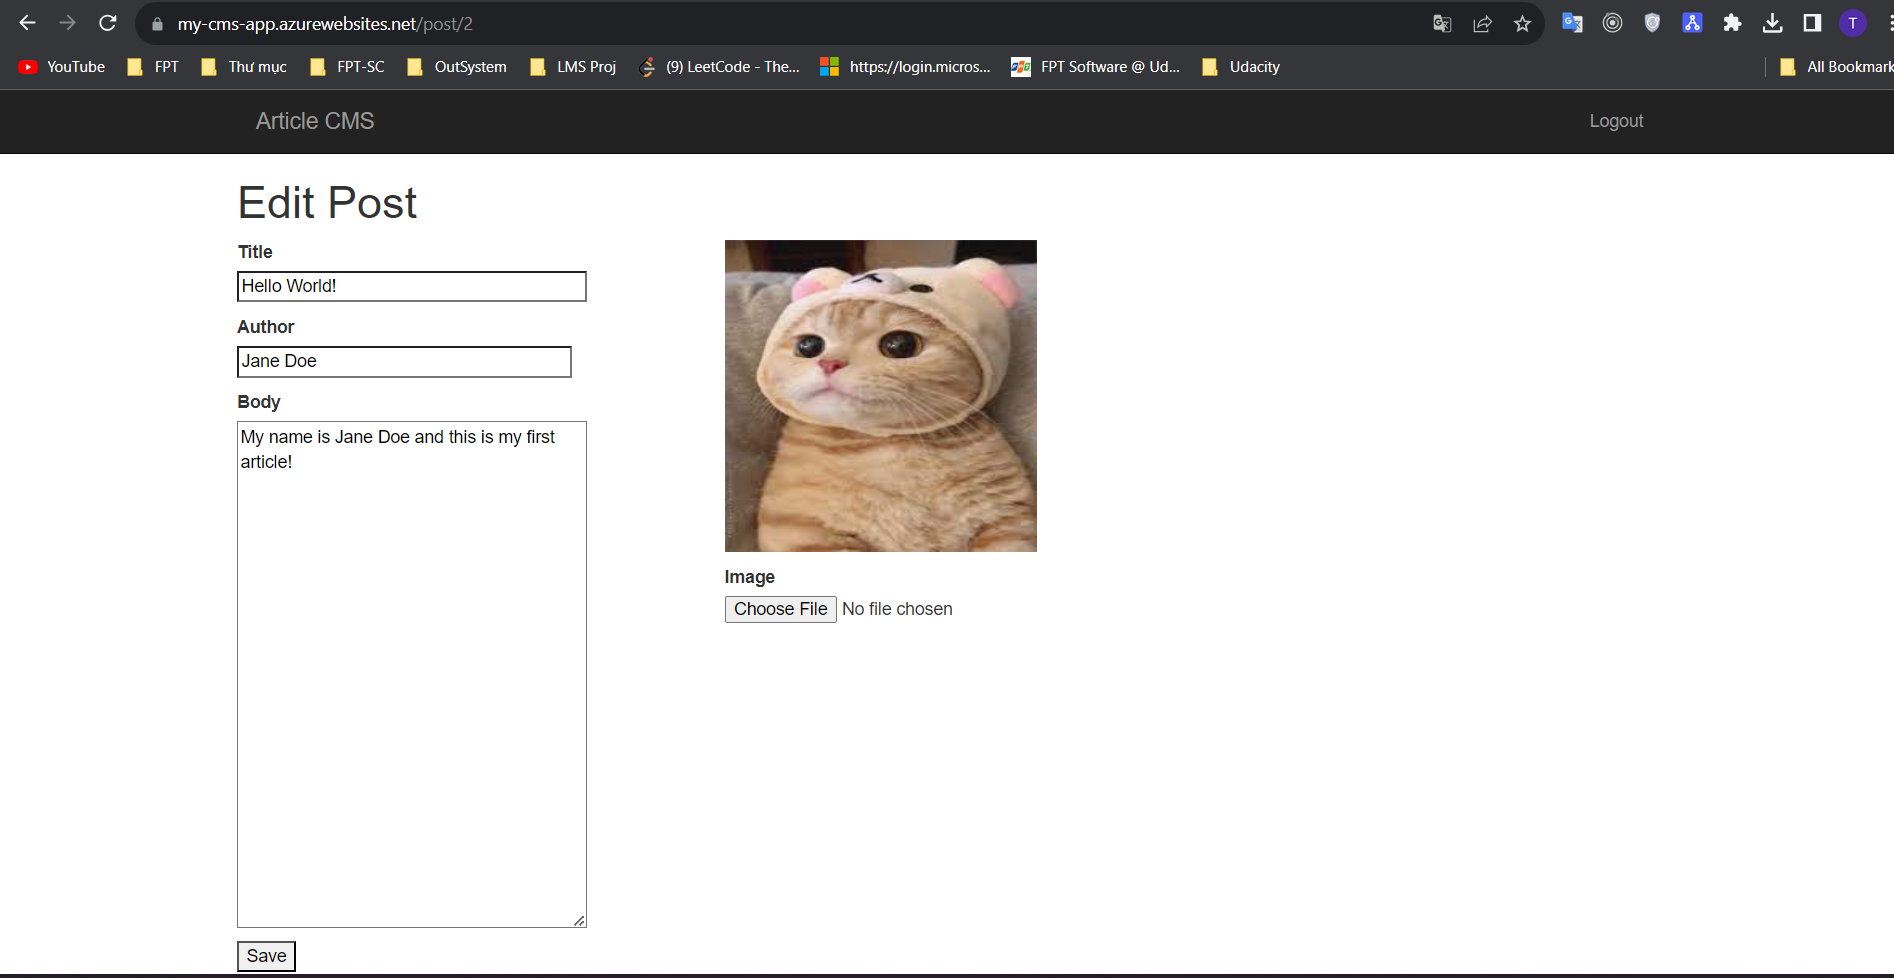 my-cms-app.azurewebsites.net/post/2
T
YouTube FPT Thư mục FPT-SC OutSystem LMS Proj (9) LeetCode - The... https://login.micros... FPT Software @ Ud... Udacity All Bookmark
Article CMS Logout
Edit Post
Title
Hello World!
Author
Jane Doe
Body
My name is Jane Doe and this is my first
article!
Image
Choose File No file chosen
Save